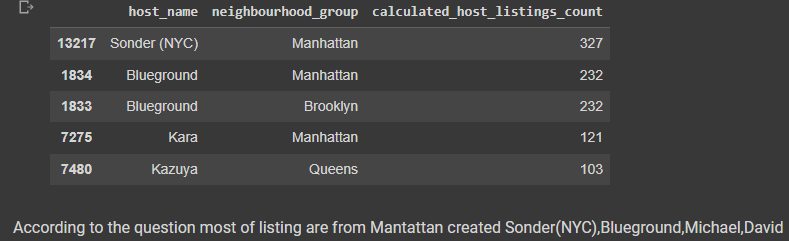 host_name neighbourhood_group calculated_host_listings_count
13217 Sonder (NYC) Manhattan 327
1834 Blueground Manhattan 232
1833 Blueground Brooklyn 232
7275 Kara Manhattan 121
7480 Kazuya Queens 103
According to the question most of listing are from Mantattan created Sonder(NYC),Blueground,Michael,David